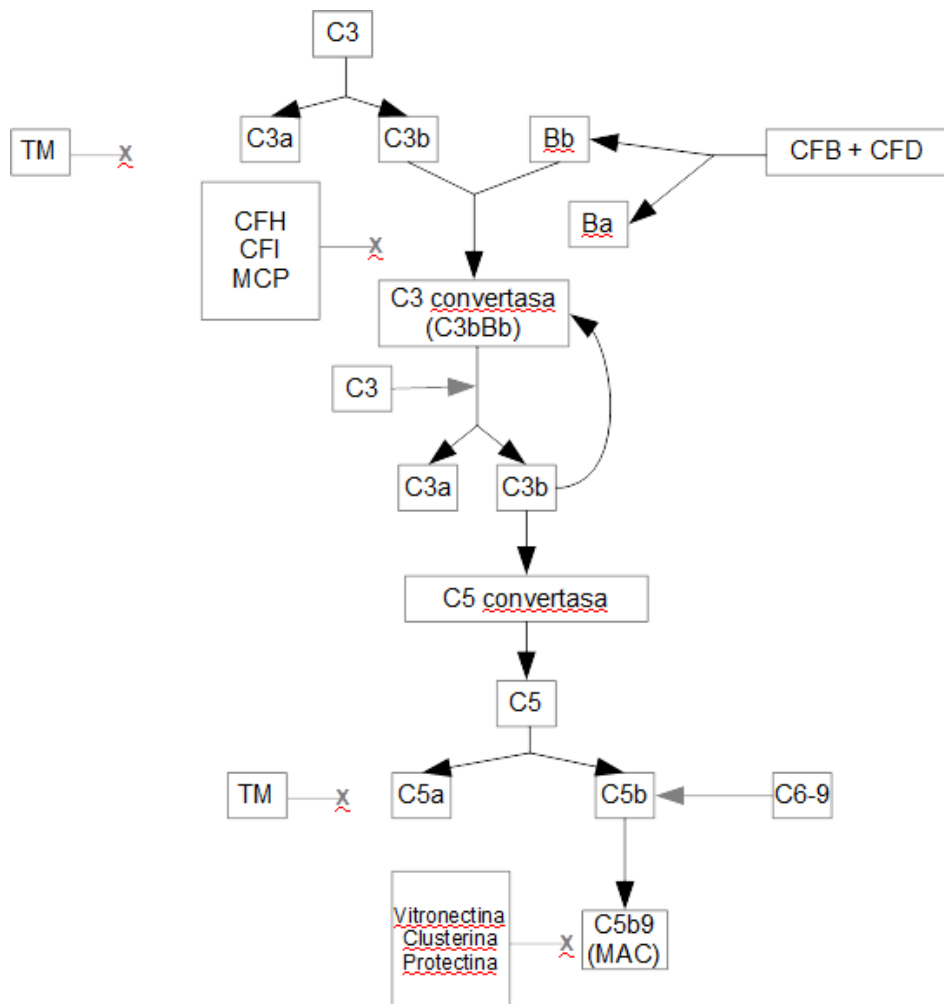 C3
C3a
C3b
Bb
CFB + CFD
TM
X
Ba
CFH
CFI
MCP
X
C3 convertasa
(C3bBb)
C3
C3a
C3b
C5 convertasa
C5
TM
X
C5a
C5b
C6-9
Vitronectina
Clusterina
Protectina
X
C5b9
(MAC)